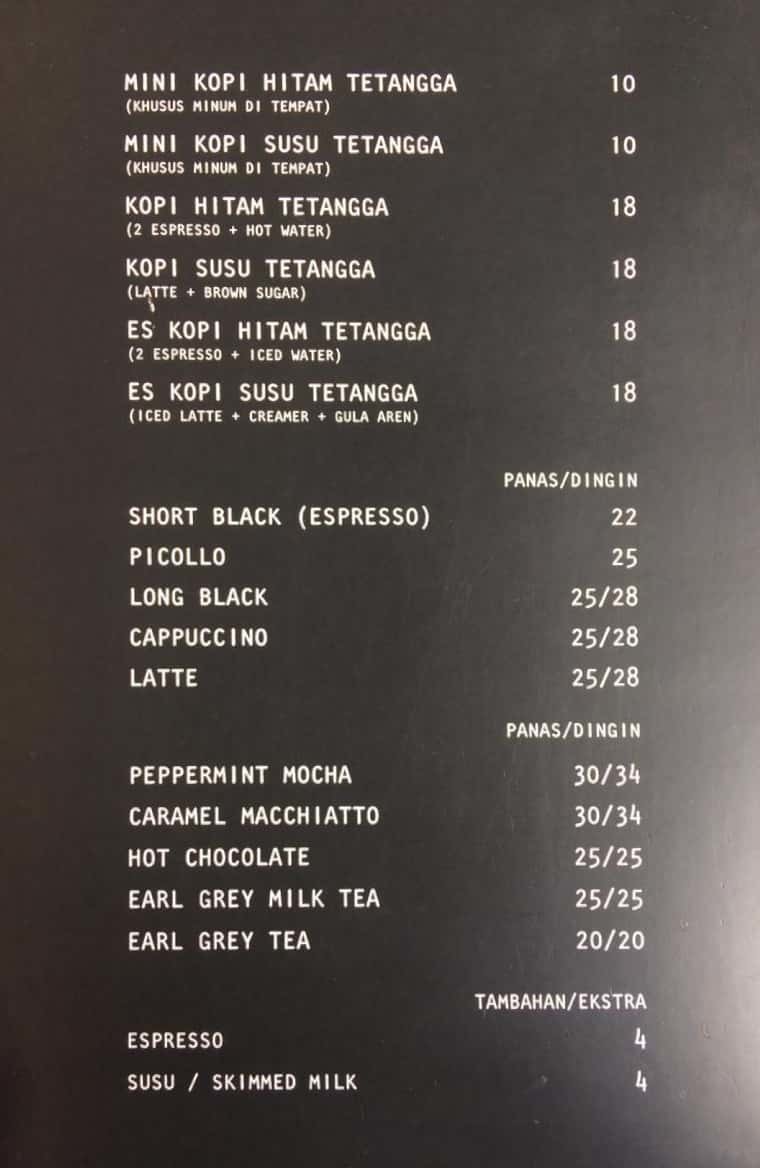 MINI KOPI HITAM TETANGGA 10
(KHUSUS MINUM DI TEMPAT)
MINI KOPI SUSU TETANGGA 10
(KHUSUS MINUM DI TEMPAT)
KOPI HITAM TETANGGA 18
(2 ESPRESSO + HOT WATER)
KOPI SUSU TETANGGA 18
(LATTE + BROWN SUGAR)
ES KOPI HITAM TETANGGA 18
(2 ESPRESSO + ICED WATER)
ES KOPI SUSU TETANGGA 18
(ICED LATTE + CREAMER + GULA AREN)
PANAS/DINGIN
SHORT BLACK (ESPRESSO) 22
PICOLLO 25
LONG BLACK 25/28
CAPPUCCINO 25/28
LATTE 25/28
PANAS/DINGIN
PEPPERMINT MOCHA 30/34
CARAMEL MACCHIATTO 30/34
HOT CHOCOLATE 25/25
EARL GREY MILK TEA 25/25
EARL GREY TEA 20/20
TAMBAHAN/EKSTRA
ESPRESSO 4
SUSU / SKIMMED MILK 4